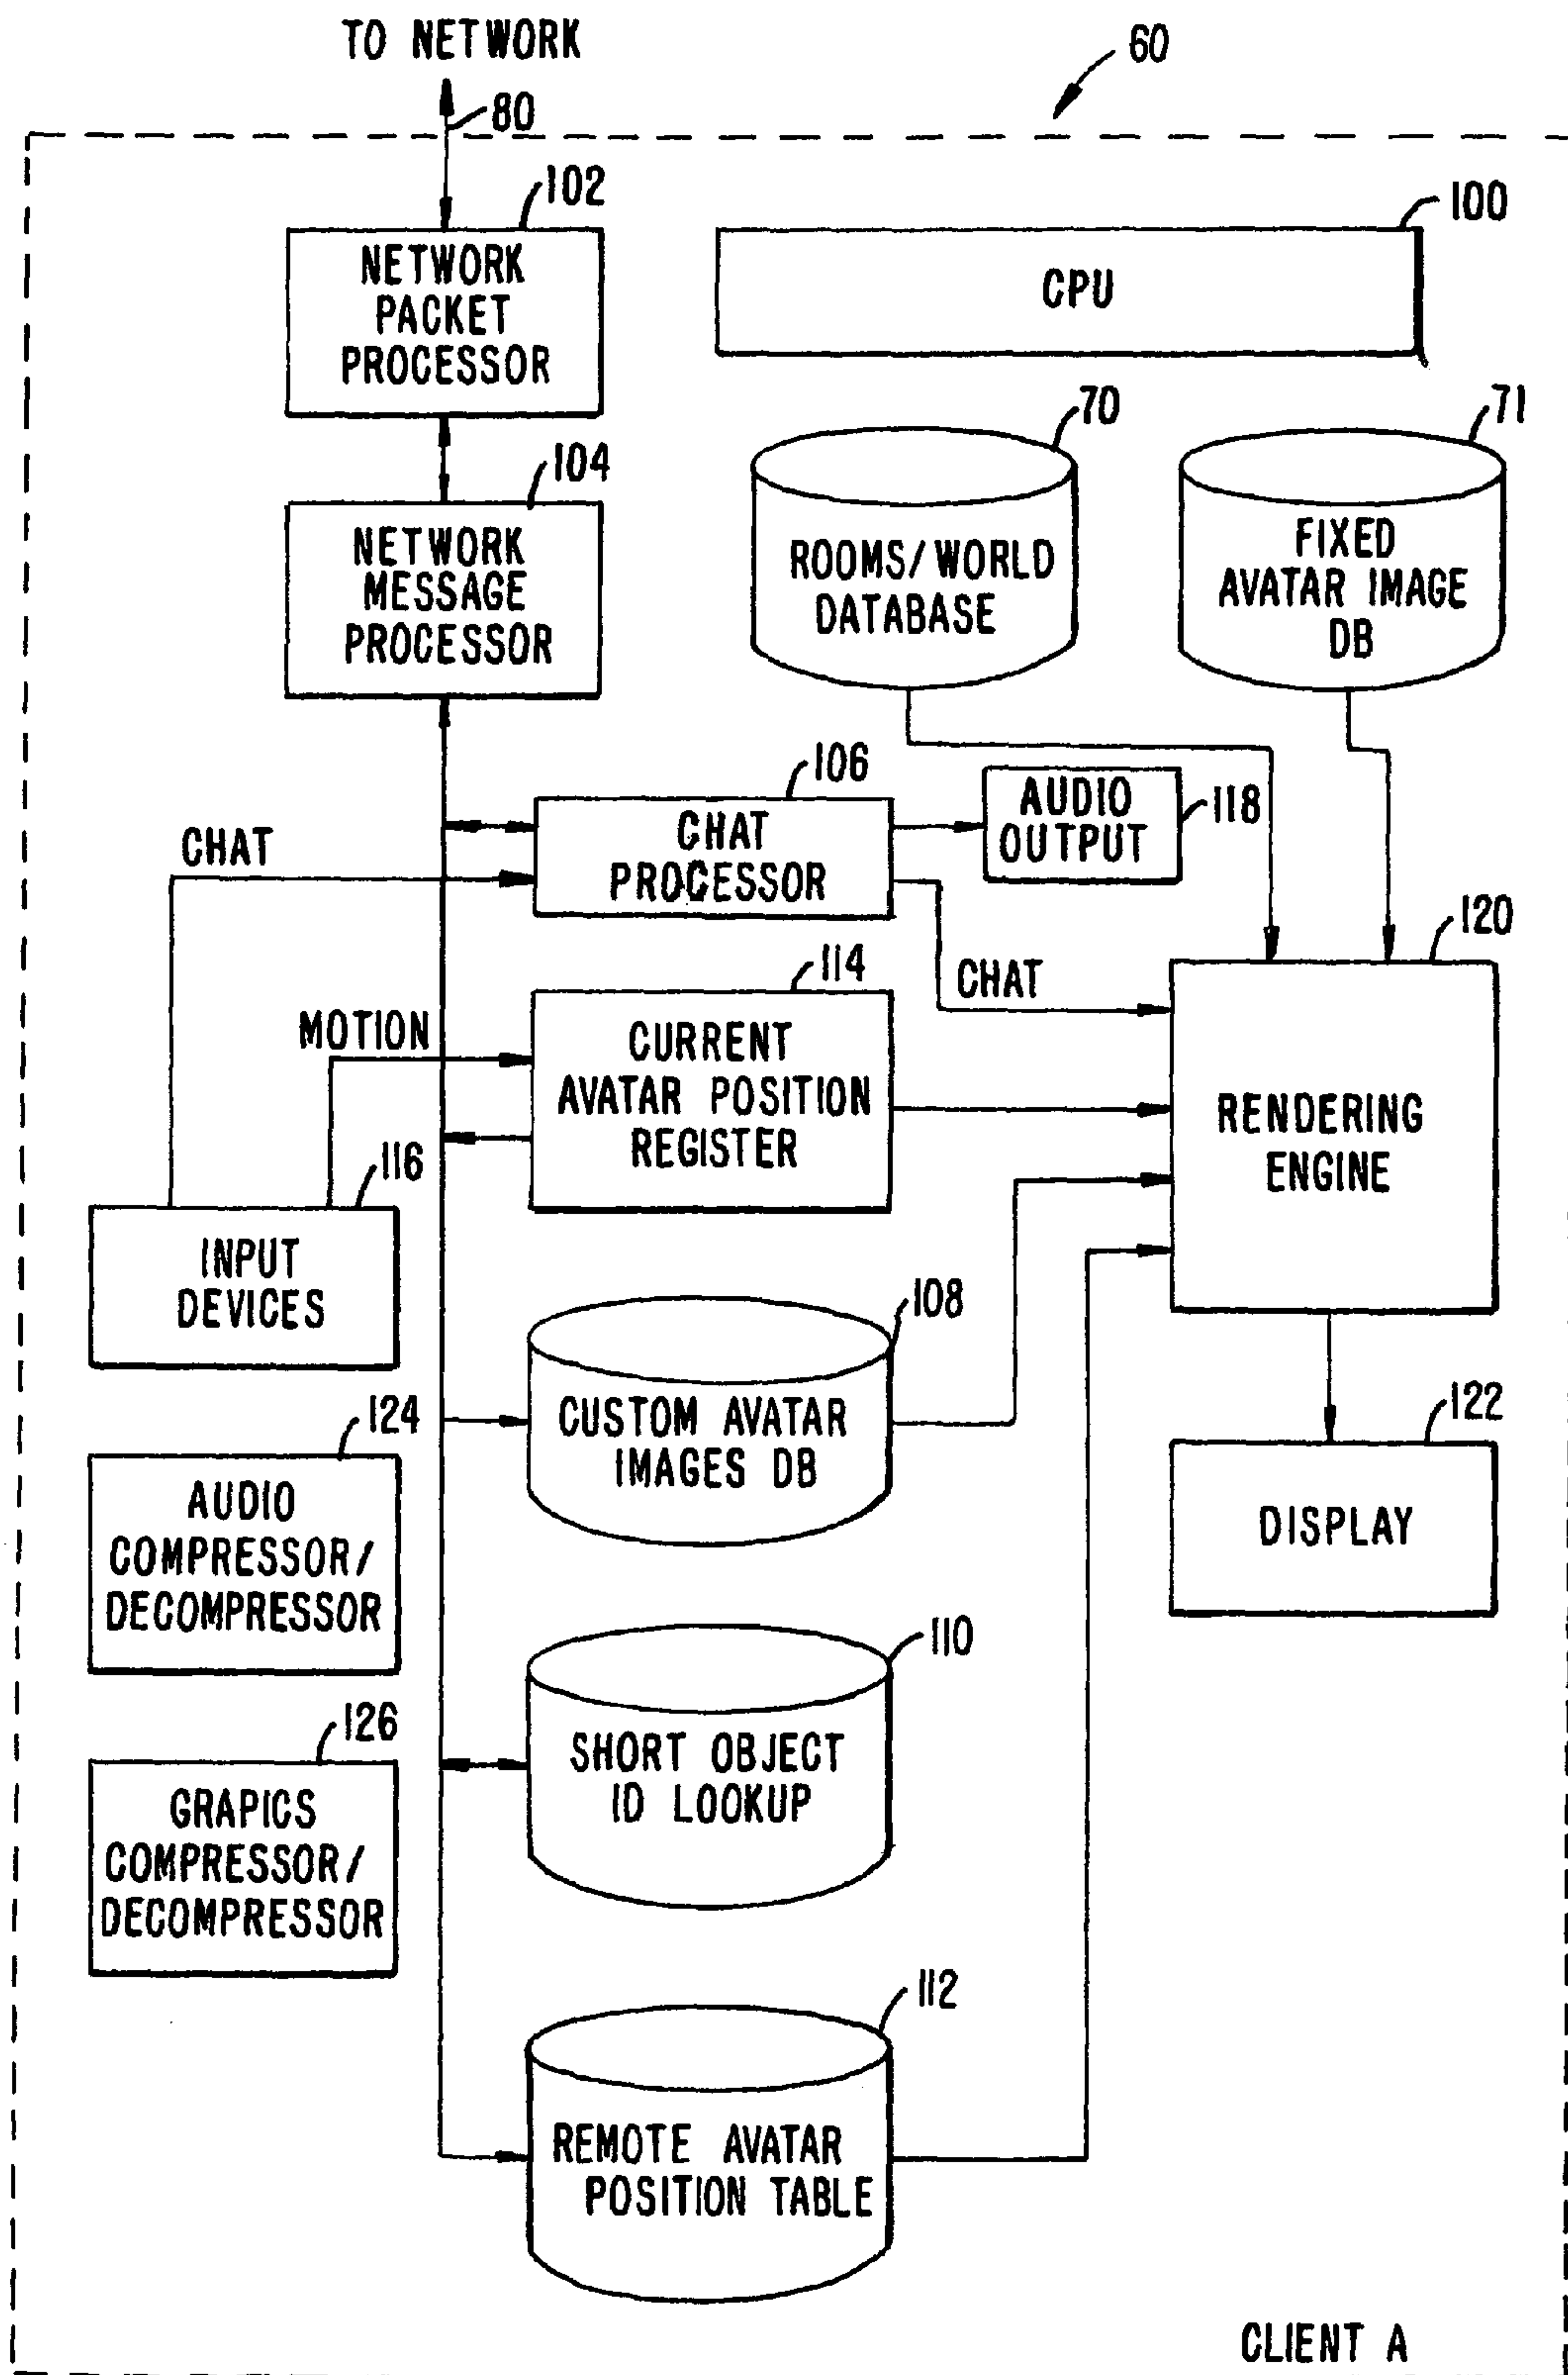 TO NETWORK
60
80
102
NETWORK
PACKET
PROCESSOR
100
CPU
104
NETWORK
MESSAGE
PROCESSOR
70
ROOMS/WORLD
DATABASE
71
FIXED
AVATAR IMAGE
DB
106
CHAT
PROCESSOR
AUDIO
OUTPUT
118
CHAT
114
CURRENT
AVATAR POSITION
REGISTER
CHAT
120
RENDERING
ENGINE
MOTION
116
INPUT
DEVICES
108
CUSTOM AVATAR
IMAGES DB
122
DISPLAY
124
AUDIO
COMPRESSOR/
DECOMPRESSOR
110
SHORT OBJECT
ID LOOKUP
126
GRAPICS
COMPRESSOR/
DECOMPRESSOR
112
REMOTE AVATAR
POSITION TABLE
CLIENT A